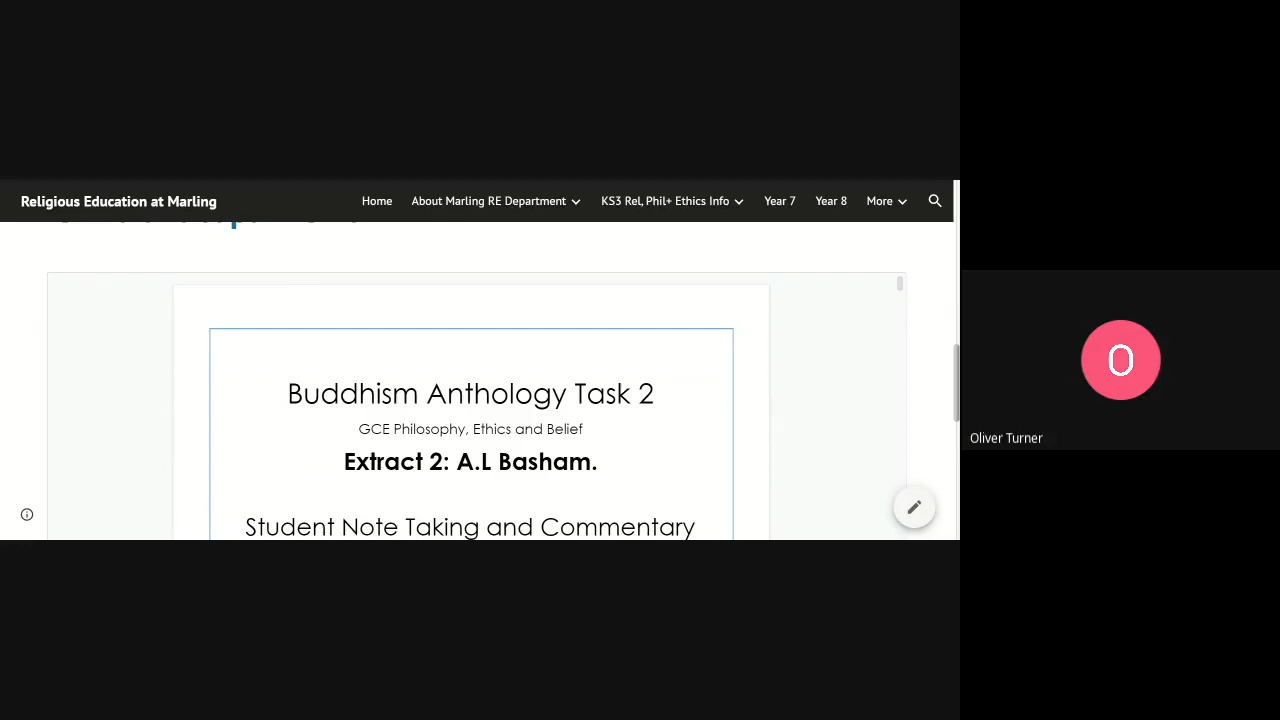 Religious Education at Marling
Home About Marling RE Department KS3 Rel, Phil+ Ethics Info Year 7 Year 8 More
Buddhism Anthology Task 2
GCE Philosophy, Ethics and Belief
Extract 2: A.L Basham.
Student Note Taking and Commentary
O
Oliver Turner